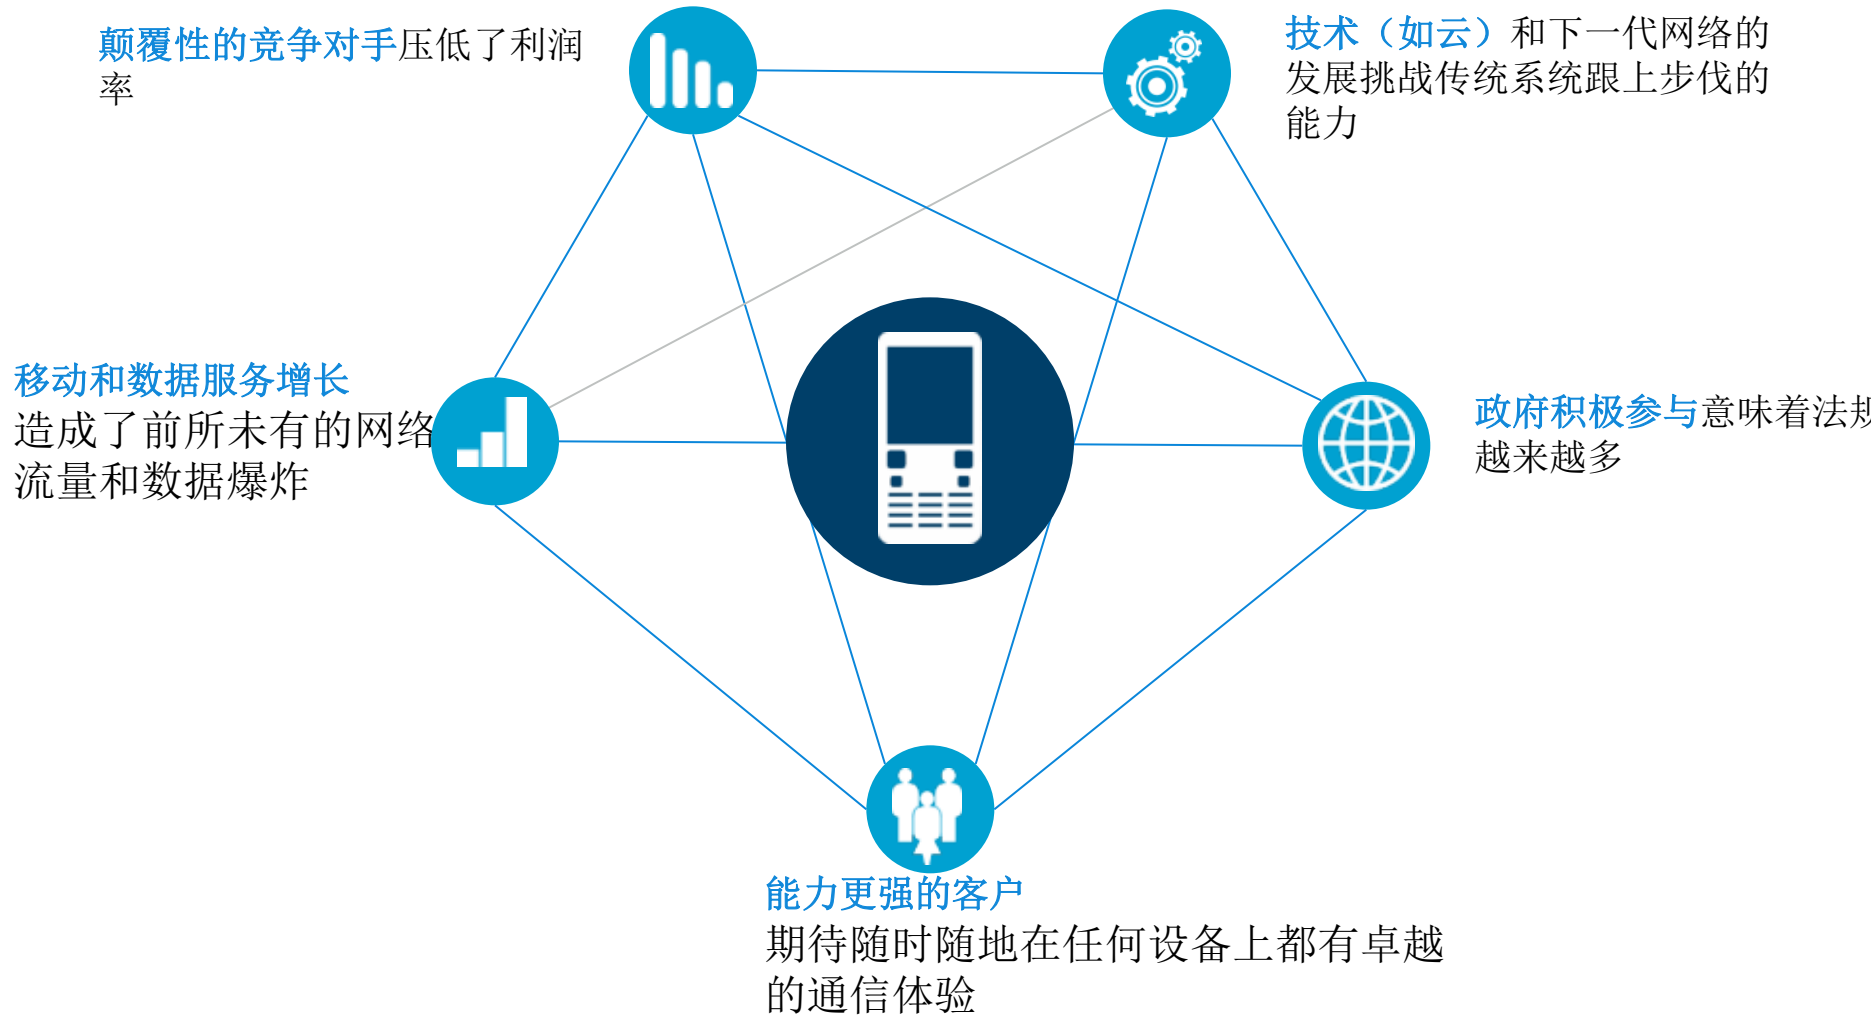 颠覆性的竞争对手压低了利润
率
技术（如云）和下一代网络的
发展挑战传统系统跟上步伐的
能力
移动和数据服务增长
造成了前所未有的网络
流量和数据爆炸
政府积极参与意味着法规
越来越多
能力更强的客户
期待随时随地在任何设备上都有卓越
的通信体验